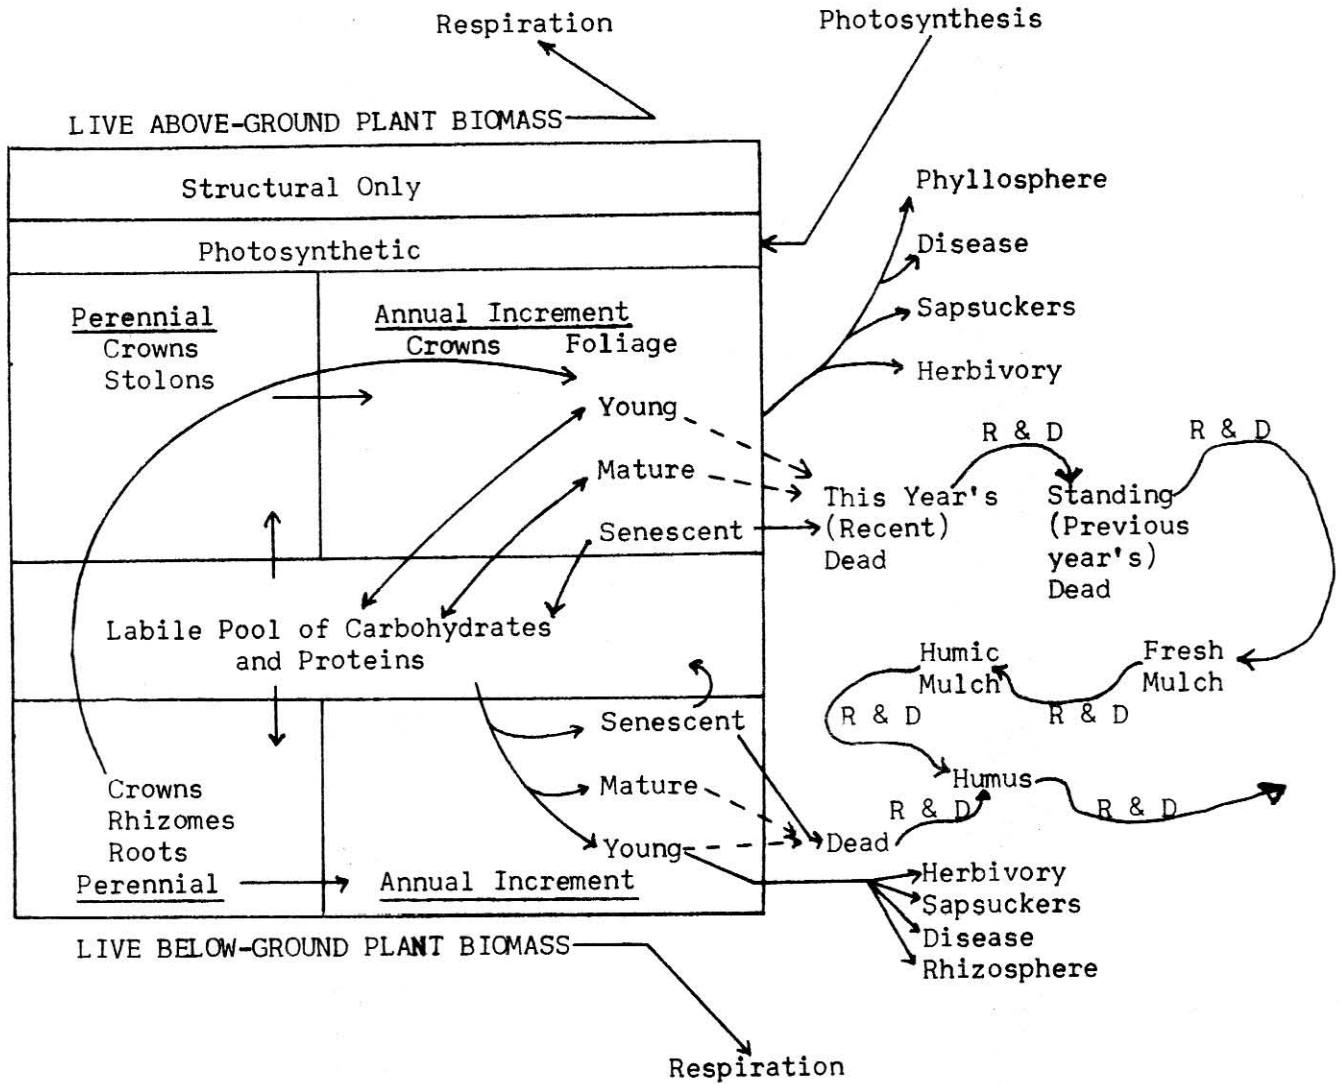 Respiration
Photosynthesis
LIVE ABOVE-GROUND PLANT BIOMASS
Structural Only
Photosynthetic
Perennial
Crowns
Stolons
Annual Increment
Crowns Foliage
Young
Mature
Senescent
Phyllosphere
Disease
Sapsuckers
Herbivory
R & D
R & D
This Year's
(Recent)
Dead
Standing
(Previous
year's)
Dead
Labile Pool of Carbohydrates
and Proteins
Humic
Mulch
Fresh
Mulch
R & D
R & D
Senescent
Mature
Young
Humus
R & D
R & D
Dead
Crowns
Rhizomes
Roots
Perennial
Annual Increment
Herbivory
Sapsuckers
Disease
Rhizosphere
LIVE BELOW-GROUND PLANT BIOMASS
Respiration